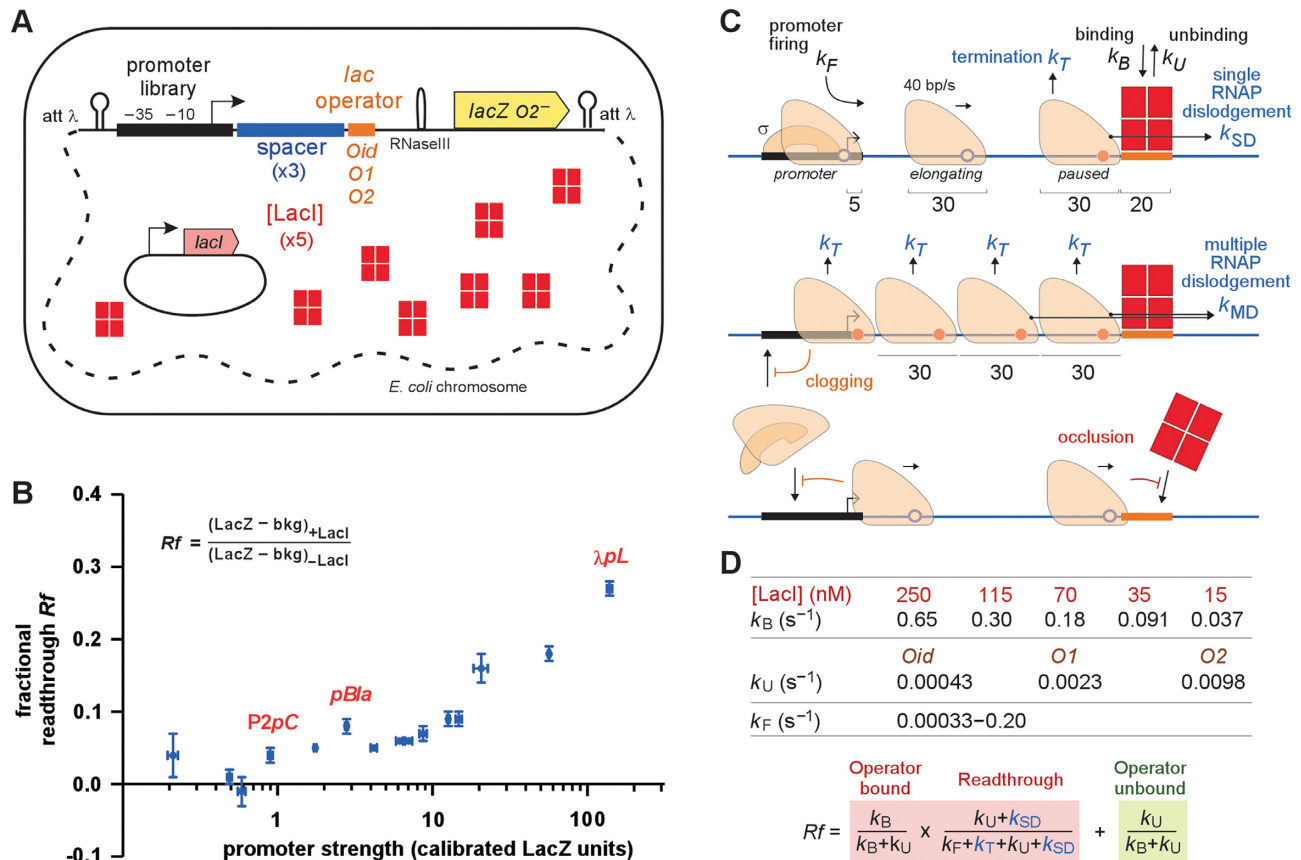 A
promoter
library
−35 −10
att λ
lac
operator
lacZ O2−
att λ
spacer
(x3)
Oid
O1
O2
RNaseIII
[LacI]
(x5)
lacI
E. coli chromosome
B
0.4
0.3
0.2
0.1
0.0
-0.1
fractional
readthrough Rf
Rf = (LacZ − bkg)+LacI
(LacZ − bkg)−LacI
P2pC
pBla
λpL
1 10 100
promoter strength (calibrated LacZ units)
C
promoter
firing
kF
binding unbinding
kB kU
termination kT
single
RNAP
dislodgement
kSD
40 bp/s
σ
promoter elongating paused
5 30 30 20
kT kT kT kT
multiple
RNAP
dislodgement
kMD
clogging
30 30 30
occlusion
D
[LacI] (nM) 250 115 70 35 15
kB (s−1) 0.65 0.30 0.18 0.091 0.037
Oid O1 O2
kU (s−1) 0.00043 0.0023 0.0098
kF (s−1) 0.00033−0.20
Operator
bound
Readthrough
Operator
unbound
Rf = kB x kU+kSD + kU
kB+kU kF+kT+kU+kSD kB+kU